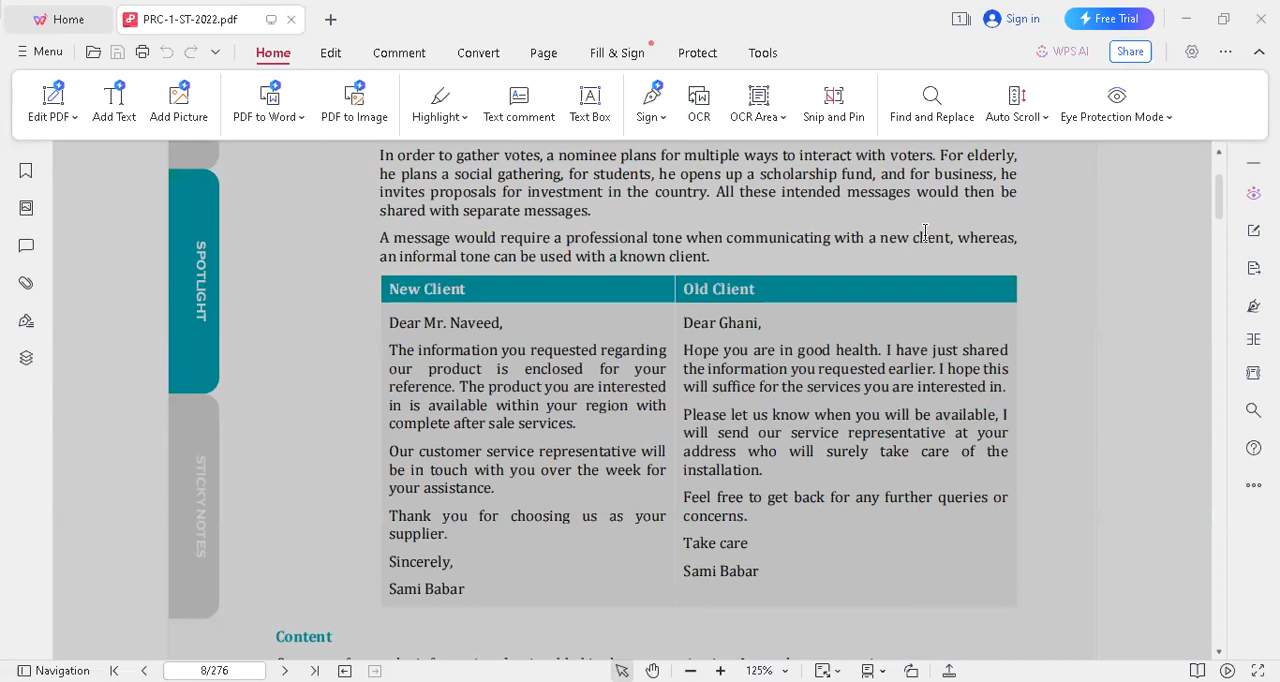 Home
PRC-1-ST-2022.pdf
Sign in
Free Trial
Menu
Home
Edit
Comment
Convert
Page
Fill & Sign
Protect
Tools
WPS AI
Share
Edit PDF
Add Text
Add Picture
PDF to Word
PDF to Image
Highlight
Text comment
Text Box
Sign
OCR
OCR Area
Snip and Pin
Find and Replace
Auto Scroll
Eye Protection Mode
In order to gather votes, a nominee plans for multiple ways to interact with voters. For elderly,
he plans a social gathering, for students, he opens up a scholarship fund, and for business, he
invites proposals for investment in the country. All these intended messages would then be
shared with separate messages.
A message would require a professional tone when communicating with a new client, whereas,
an informal tone can be used with a known client.
SPOTLIGHT
STICKY NOTES
New Client
Dear Mr. Naveed,
The information you requested regarding
our product is enclosed for your
reference. The product you are interested
in is available within your region with
complete after sale services.
Our customer service representative will
be in touch with you over the week for
your assistance.
Thank you for choosing us as your
supplier.
Sincerely,
Sami Babar
Old Client
Dear Ghani,
Hope you are in good health. I have just shared
the information you requested earlier. I hope this
will suffice for the services you are interested in.
Please let us know when you will be available, I
will send our service representative at your
address who will surely take care of the
installation.
Feel free to get back for any further queries or
concerns.
Take care
Sami Babar
Content
Navigation
8/276
125%